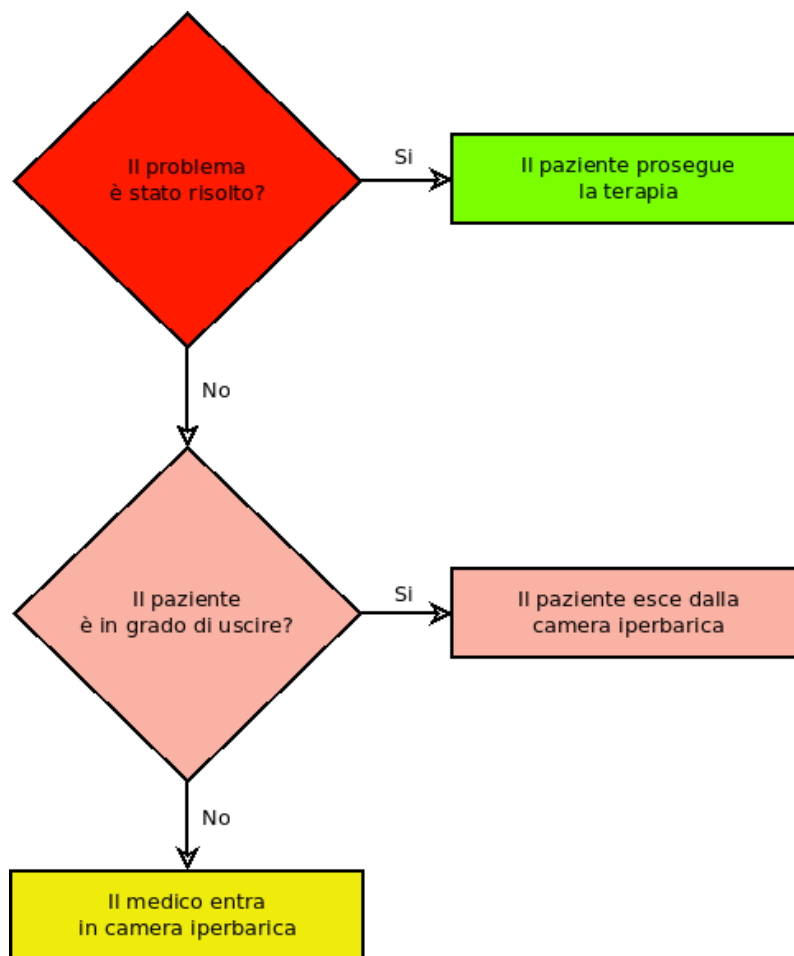 Il problema
è stato risolto?
Si
Il paziente prosegue
la terapia
No
Il paziente
è in grado di uscire?
Si
Il paziente esce dalla
camera iperbarica
No
Il medico entra
in camera iperbarica